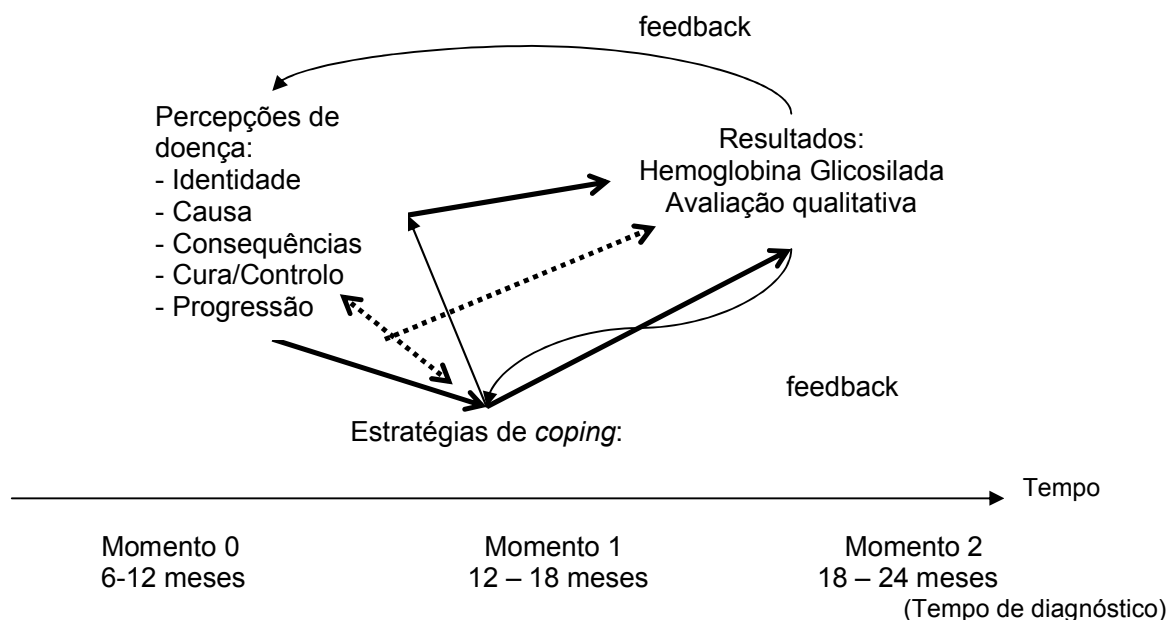 feedback
Percepções de
doença:
- Identidade
- Causa
- Consequências
- Cura/Controlo
- Progressão
Resultados:
Hemoglobina Glicosilada
Avaliação qualitativa
feedback
Estratégias de coping:
Tempo
Momento 0
6-12 meses
Momento 1
12 – 18 meses
Momento 2
18 – 24 meses
(Tempo de diagnóstico)